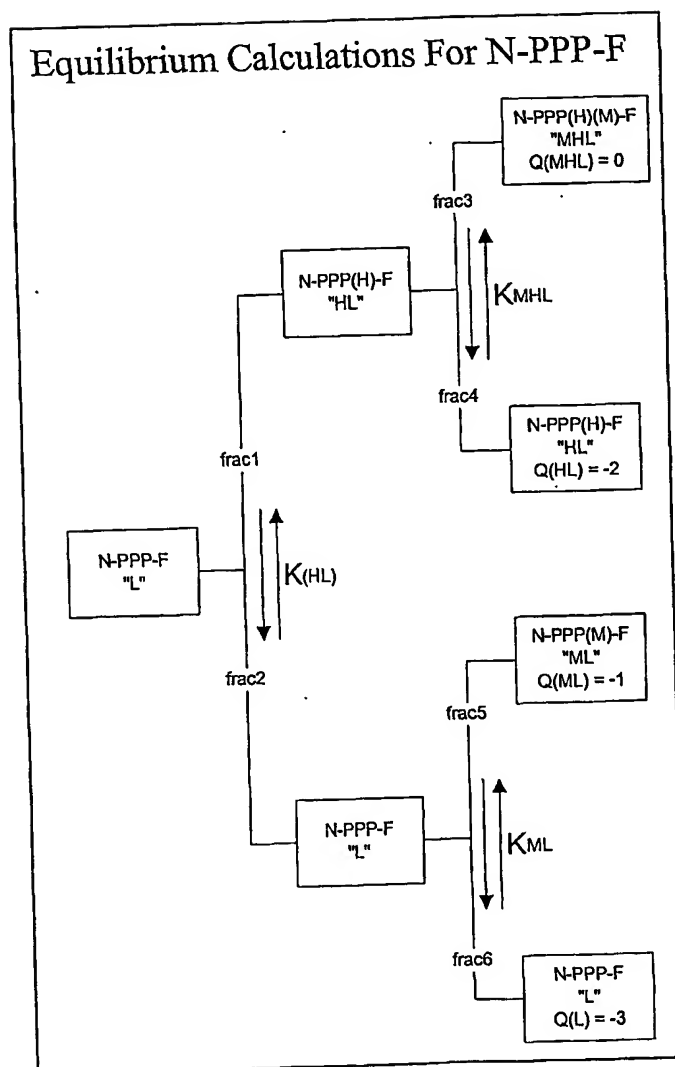 Equilibrium Calculations For N-PPP-F
N-PPP(H)(M)-F
"MHL"
Q(MHL) = 0
frac3
N-PPP(H)-F
"HL"
KMHL
frac4
N-PPP(H)-F
"HL"
Q(HL) = -2
frac1
N-PPP-F
"L"
K(HL)
N-PPP(M)-F
"ML"
Q(ML) = -1
frac2
frac5
N-PPP-F
"L"
KML
frac6
N-PPP-F
"L"
Q(L) = -3